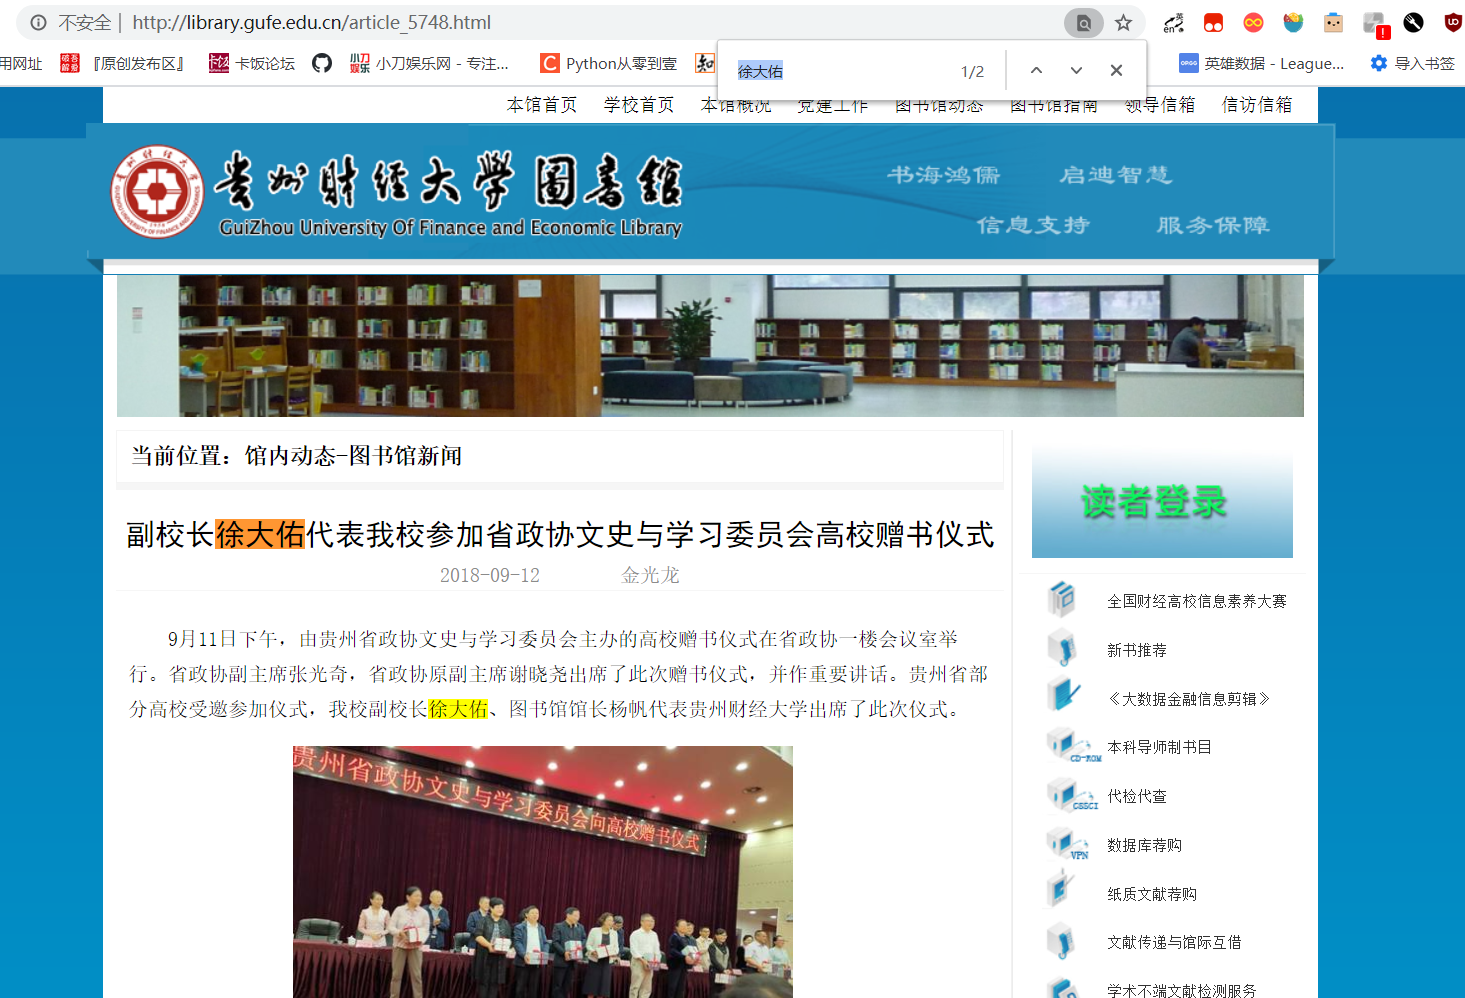 不安全 | http://library.gufe.edu.cn/article_5748.html
英
en
!
用网址
破吾
解愛
『原创发布区』
卡饭
卡饭论坛
小刀
娱乐
小刀娱乐网 - 专注...
C
Python从零到壹
知
徐大佑
1/2
OPGG
英雄数据 - League...
导入书签
本馆首页 学校首页 本馆概况 党建工作 图书馆动态 图书馆指南 领导信箱 信访信箱
贵州财经大学圖書館
GuiZhou University Of Finance and Economic Library
书海鸿儒 启迪智慧
信息支持 服务保障
当前位置：馆内动态-图书馆新闻
副校长徐大佑代表我校参加省政协文史与学习委员会高校赠书仪式
2018-09-12 金光龙
9月11日下午，由贵州省政协文史与学习委员会主办的高校赠书仪式在省政协一楼会议室举
行。省政协副主席张光奇，省政协原副主席谢晓尧出席了此次赠书仪式，并作重要讲话。贵州省部
分高校受邀参加仪式，我校副校长徐大佑、图书馆馆长杨帆代表贵州财经大学出席了此次仪式。
贵州省政协文史与学习委员会向高校赠书仪式
读者登录
全国财经高校信息素养大赛
新书推荐
《大数据金融信息剪辑》
CD-ROM
本科导师制书目
CSSCI
代检代查
VPN
数据库荐购
纸质文献荐购
文献传递与馆际互借
学术不端文献检测服务